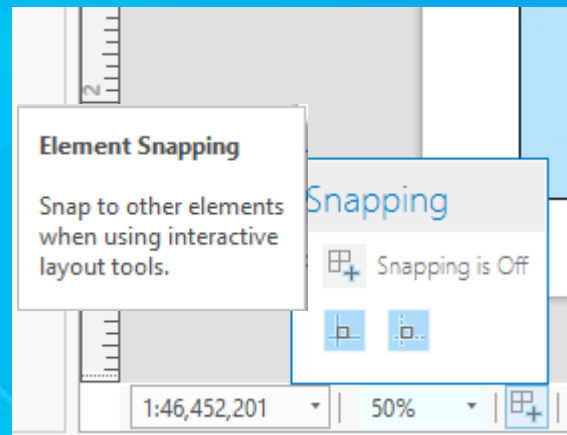 2
Element Snapping
Snap to other elements
when using interactive
layout tools.
Snapping
Snapping is Off
1:46,452,201
50%